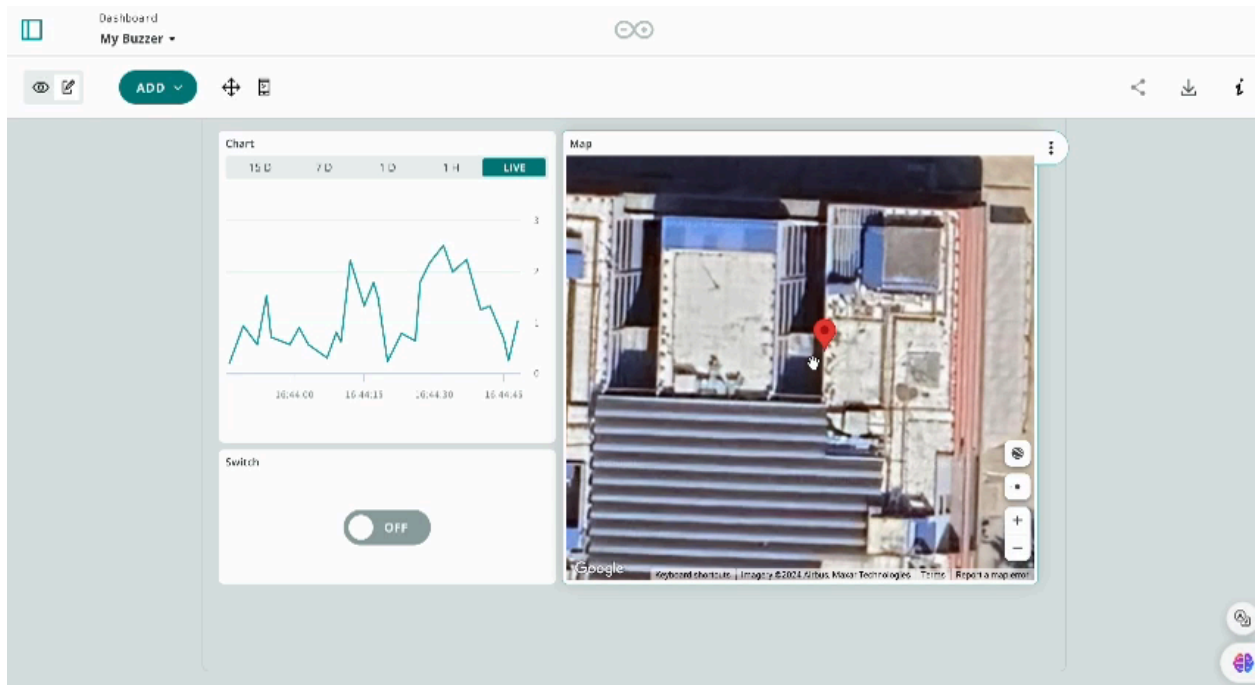 Dashboard
My Buzzer
ADD
i
Chart
15 D
7 D
1 D
1 H
LIVE
3
2
1
0
16:44:00
16:44:15
16:44:30
16:44:45
Switch
OFF
Map
+
−
Google
Keyboard shortcuts
Imagery ©2024 Airbus, Maxar Technologies
Terms
Report a map error